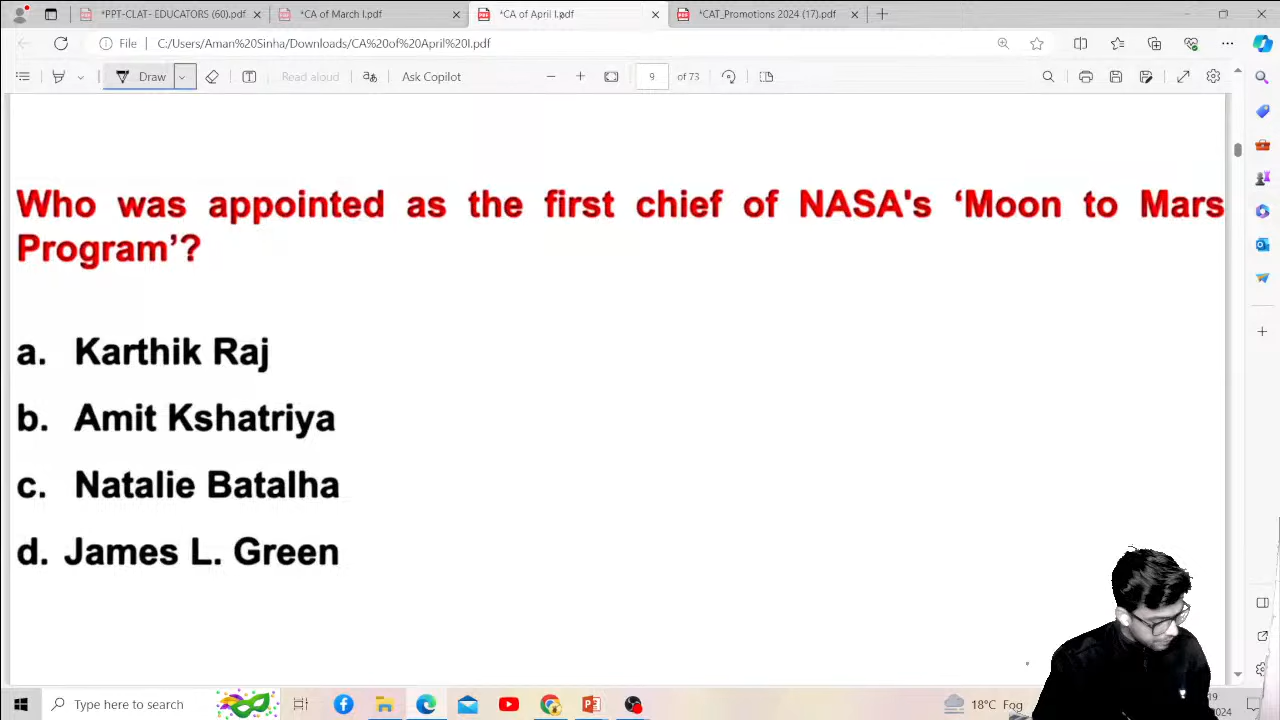 *PPT-CLAT- EDUCATORS (60).pdf
*CA of March I.pdf
*CA of April I.pdf
*CAT_Promotions 2024 (17).pdf
File
C:/Users/Aman%20Sinha/Downloads/CA%20of%20April%20I.pdf
Draw
Read aloud
Ask Copilot
9 of 73
Who was appointed as the first chief of NASA's ‘Moon to Mars
Program’?
a. Karthik Raj
b. Amit Kshatriya
c. Natalie Batalha
d. James L. Green
Type here to search
18°C Fog